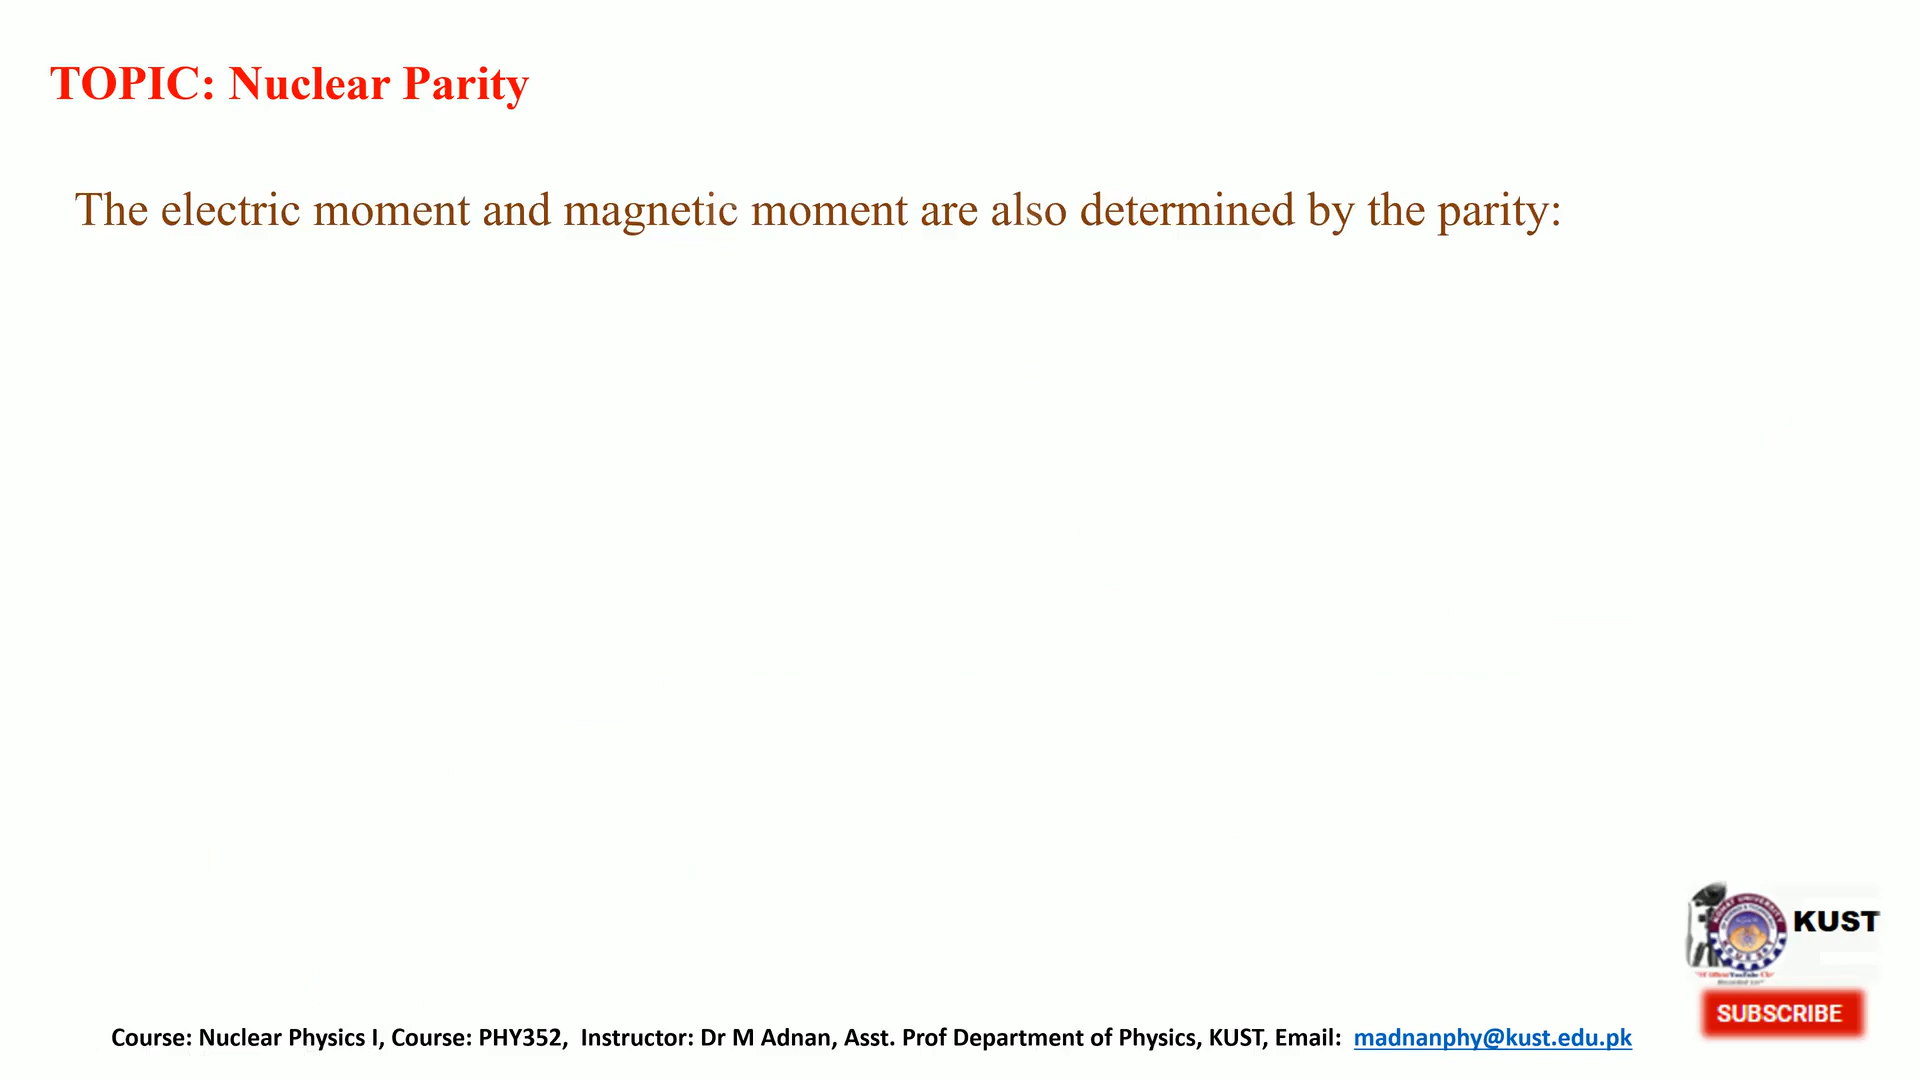 TOPIC: Nuclear Parity
The electric moment and magnetic moment are also determined by the parity:
KUST
SUBSCRIBE
Course: Nuclear Physics I, Course: PHY352, Instructor: Dr M Adnan, Asst. Prof Department of Physics, KUST, Email: madnanphy@kust.edu.pk